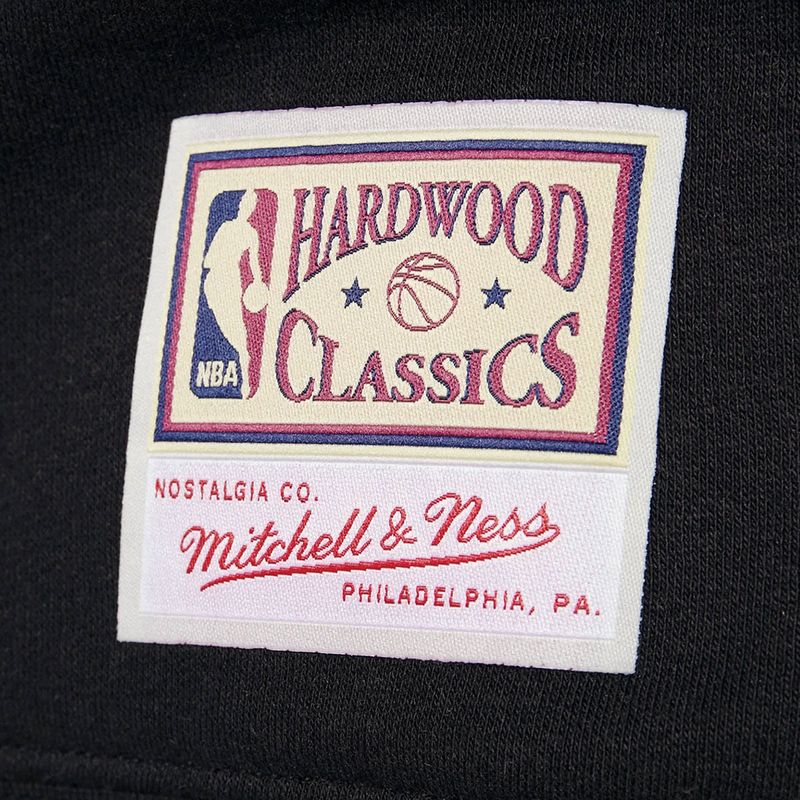 HARDWOOD
CLASSICS
NBA
NOSTALGIA CO.
Mitchell & Ness
PHILADELPHIA, PA.